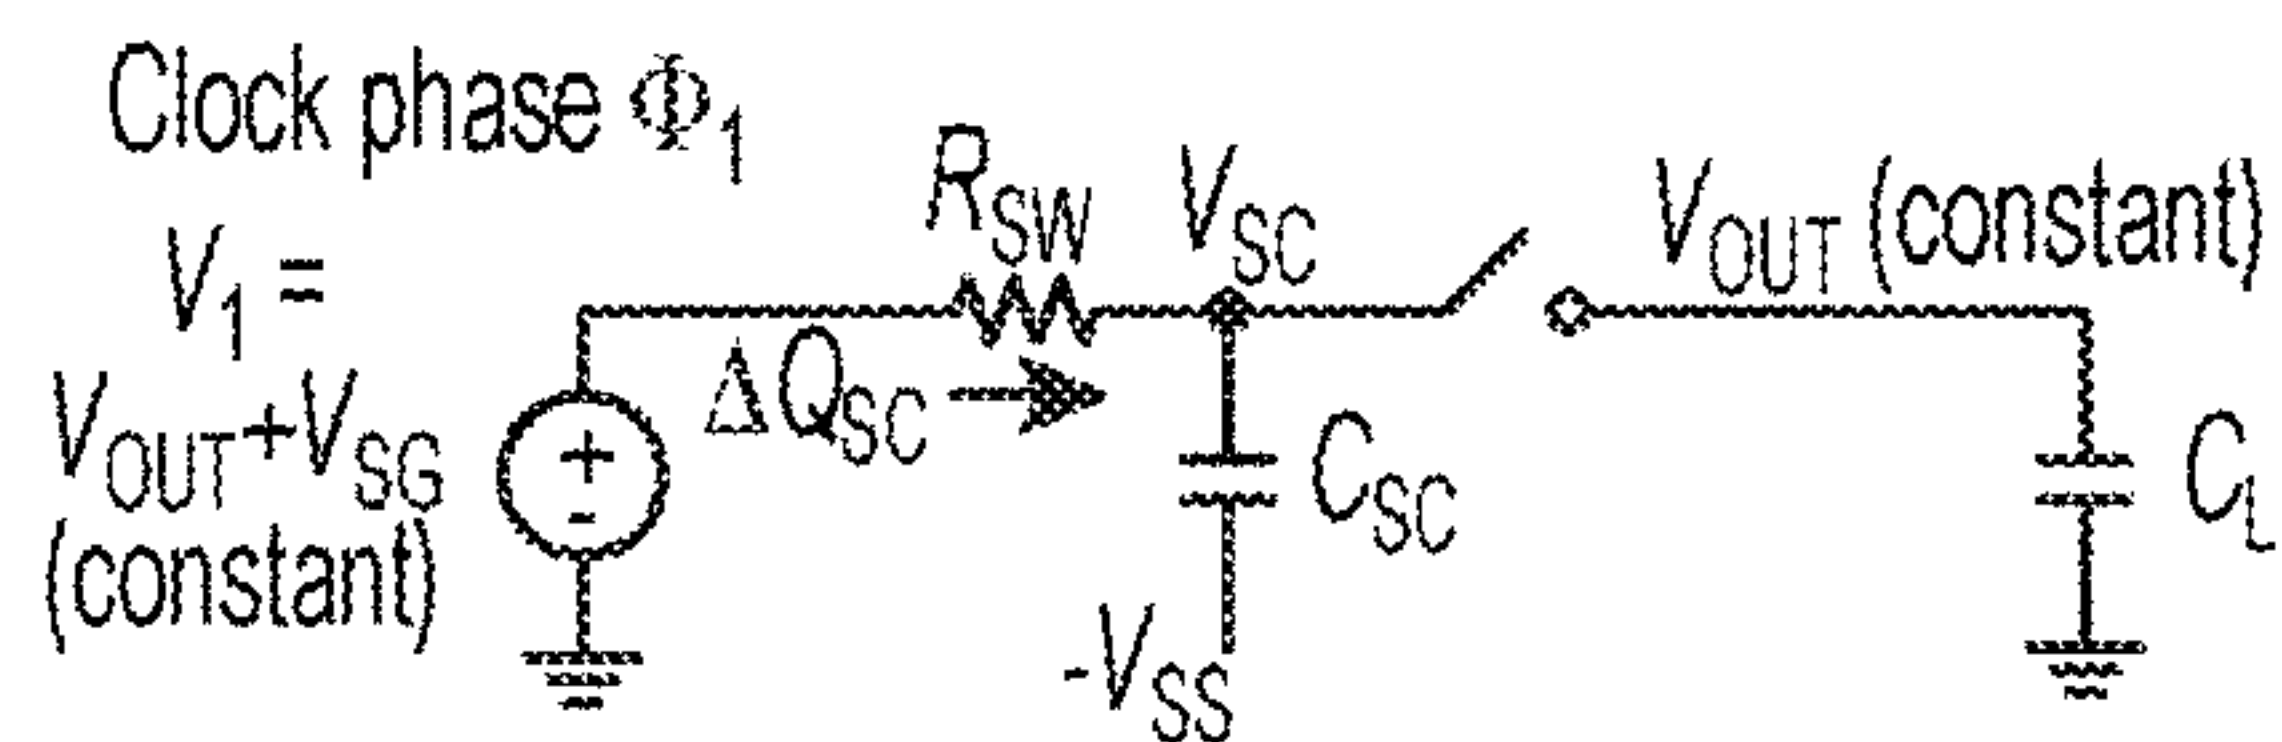 Clock phase Φ1
V1 =
VOUT+VSG
(constant)
RSW
VSC
VOUT (constant)
ΔQSC
+
-
CSC
CL
-VSS